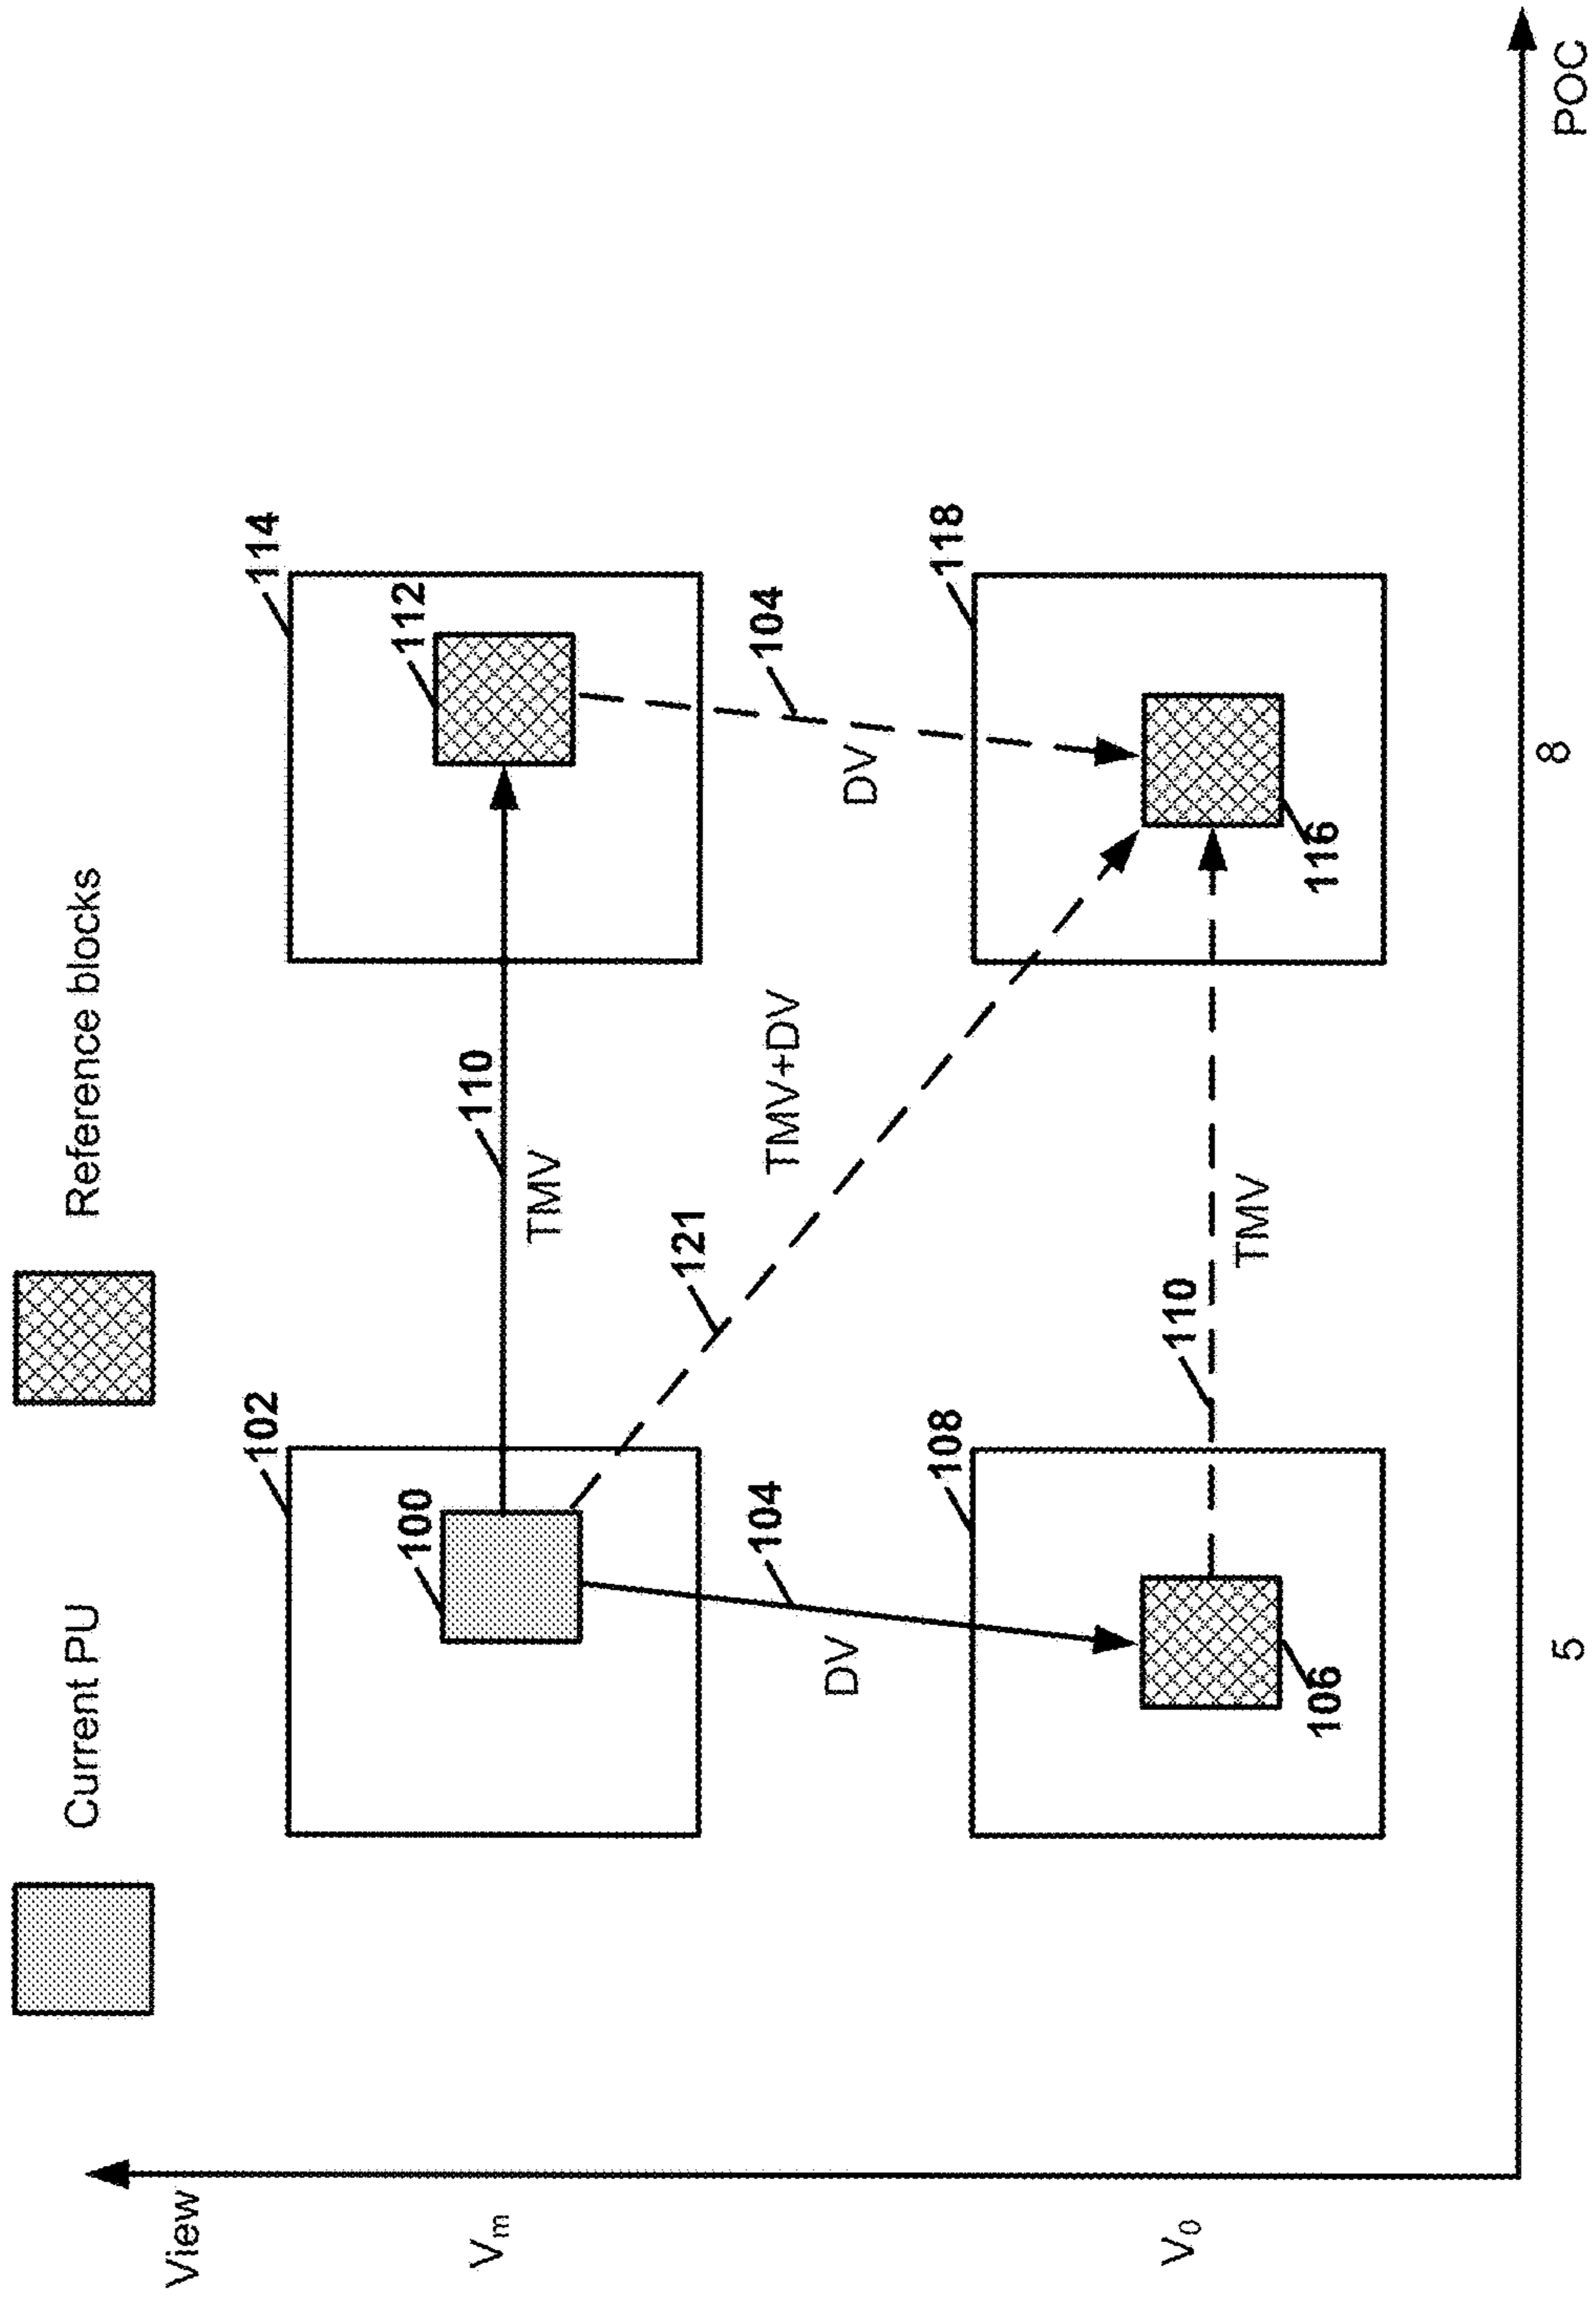 Current PU
Reference blocks
View
102
114
100
112
Vₘ
110
TMV
121
104
DV
TMV+DV
104
DV
108
118
110
TMV
V₀
106
116
5
8
POC